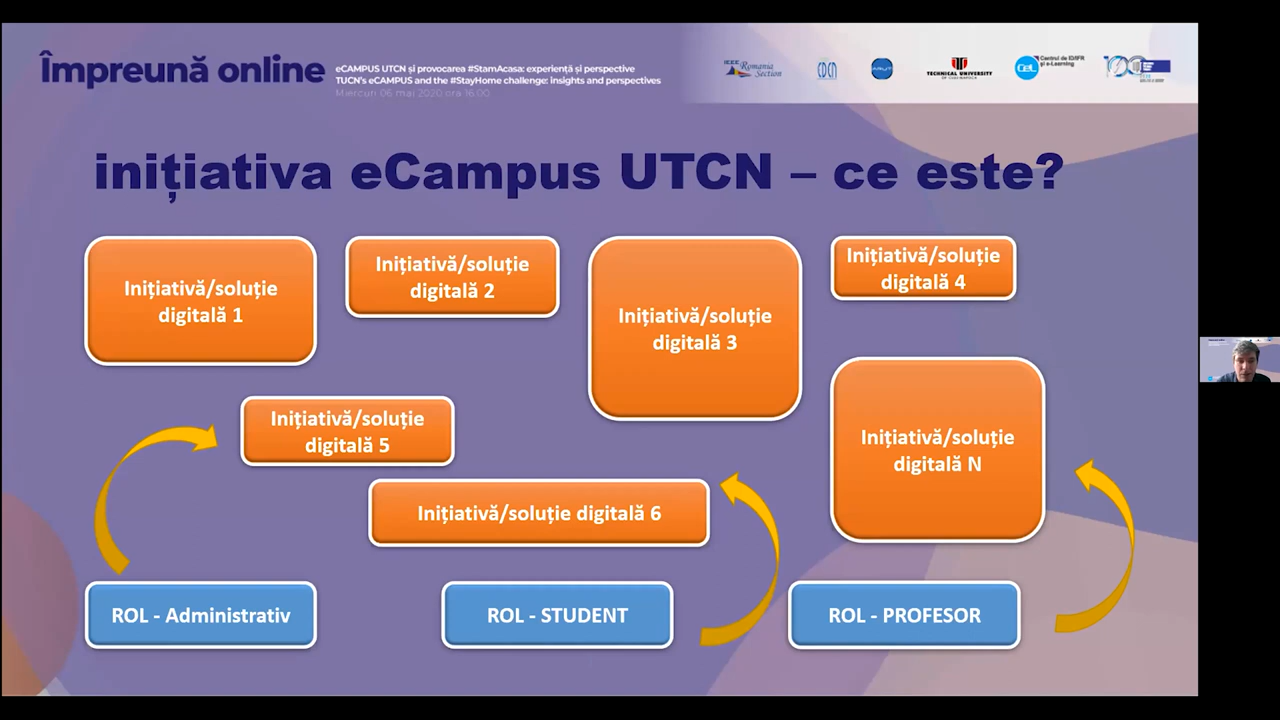 Împreună online
eCAMPUS UTCN și provocarea #StamAcasa: experiență și perspective
TUCN's eCAMPUS and the #StayHome challenge: insights and perspectives
Miercuri 06 mai 2020 ora 16:00
IEEE Romania
Section
TECHNICAL UNIVERSITY
OF CLUJ-NAPOCA
CeL
Centrul de ID/IFR
și e-Learning
100
inițiativa eCampus UTCN – ce este?
Inițiativă/soluție
digitală 1
Inițiativă/soluție
digitală 2
Inițiativă/soluție
digitală 3
Inițiativă/soluție
digitală 4
Inițiativă/soluție
digitală 5
Inițiativă/soluție digitală 6
Inițiativă/soluție
digitală N
ROL - Administrativ
ROL - STUDENT
ROL - PROFESOR